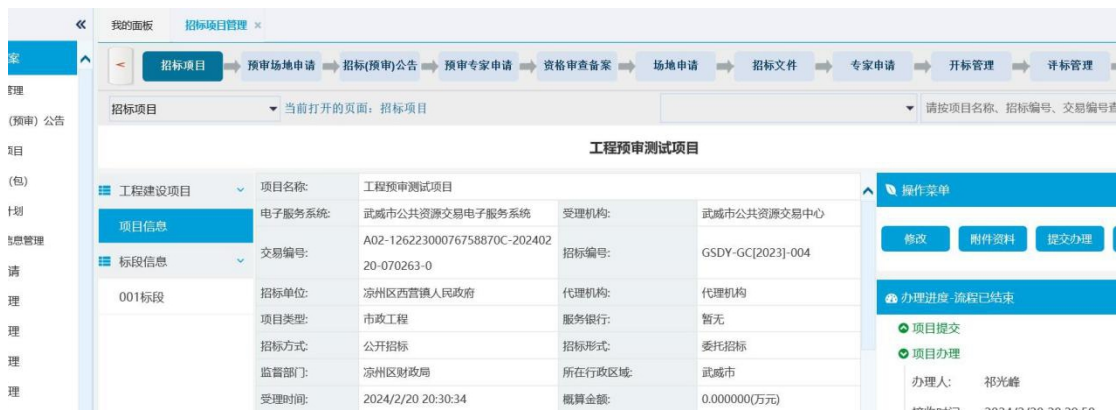 我的面板 招标项目管理
案
招标项目 预审场地申请 招标(预审)公告 预审专家申请 资格审查备案 场地申请 招标文件 专家申请 开标管理 评标管理
管理
招标项目 当前打开的页面：招标项目 请按项目名称、招标编号、交易编号查
（预审）公告
项目
工程预审测试项目
（包）
工程建设项目 项目名称: 工程预审测试项目 操作菜单
计划
项目信息 电子服务系统: 武威市公共资源交易电子服务系统 受理机构: 武威市公共资源交易中心
信息管理
修改 附件资料 提交办理
标段信息 交易编号: A02-12622300076758870C-202402
20-070263-0 招标编号: GSDY-GC[2023]-004
请
001标段 招标单位: 凉州区西营镇人民政府 代理机构: 代理机构 办理进度-流程已结束
理
项目类型: 市政工程 服务银行: 暂无 项目提交
理
招标方式: 公开招标 招标形式: 委托招标 项目办理
理
监督部门: 凉州区财政局 所在行政区域: 武威市 办理人: 祁光峰
理
受理时间: 2024/2/20 20:30:34 概算金额: 0.000000(万元)